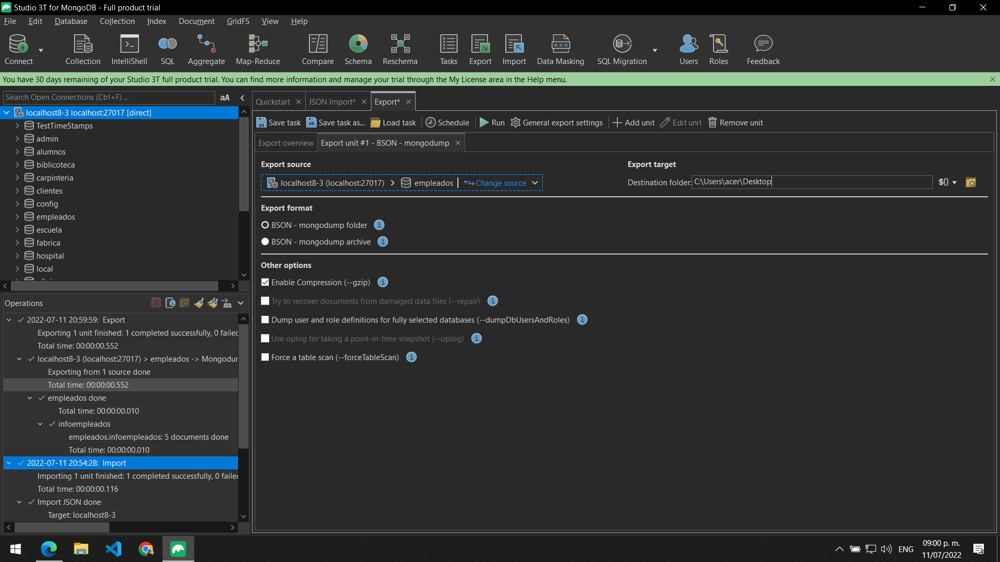 Studio 3T for MongoDB - Full product trial
File Edit Database Collection Index Document GridFS View Help
Connect Collection IntelliShell SQL Aggregate Map-Reduce Compare Schema Reschema Tasks Export Import Data Masking SQL Migration Users Roles Feedback
You have 30 days remaining of your Studio 3T full product trial. You can find more information and manage your trial through the My License area in the Help menu.
Search Open Connections (Ctrl+F) ... aA
localhost8-3 localhost:27017 [direct]
TestTimeStamps
admin
alumnos
biblicoteca
carpinteria
clientes
config
empleados
escuela
fabrica
hospital
local
Operations
2022-07-11 20:59:59: Export
Exporting 1 unit finished: 1 completed successfully, 0 failed
Total time: 00:00:00.552
localhost8-3 (localhost:27017) > empleados -> Mongodur
Exporting from 1 source done
Total time: 00:00:00.552
empleados done
Total time: 00:00:00.010
infoempleados
empleados.infoempleados: 5 documents done
Total time: 00:00:00.010
2022-07-11 20:54:28: Import
Importing 1 unit finished: 1 completed successfully, 0 failed
Total time: 00:00:00.116
Import JSON done
Target: localhost8-3
Quickstart JSON Import* Export*
Save task Save task as... Load task Schedule Run General export settings Add unit Edit unit Remove unit
Export overview Export unit #1 - BSON - mongodump
Export source
localhost8-3 (localhost:27017) empleados Change source
Export target
Destination folder: C:\Users\acer\Desktop $()
Export format
BSON - mongodump folder
BSON - mongodump archive
Other options
Enable Compression (--gzip)
Try to recover documents from damaged data files (--repair)
Dump user and role definitions for fully selected databases (--dumpDbUsersAndRoles)
Use oplog for taking a point-in-time snapshot (--oplog)
Force a table scan (--forceTableScan)
ENG
09:00 p. m.
11/07/2022